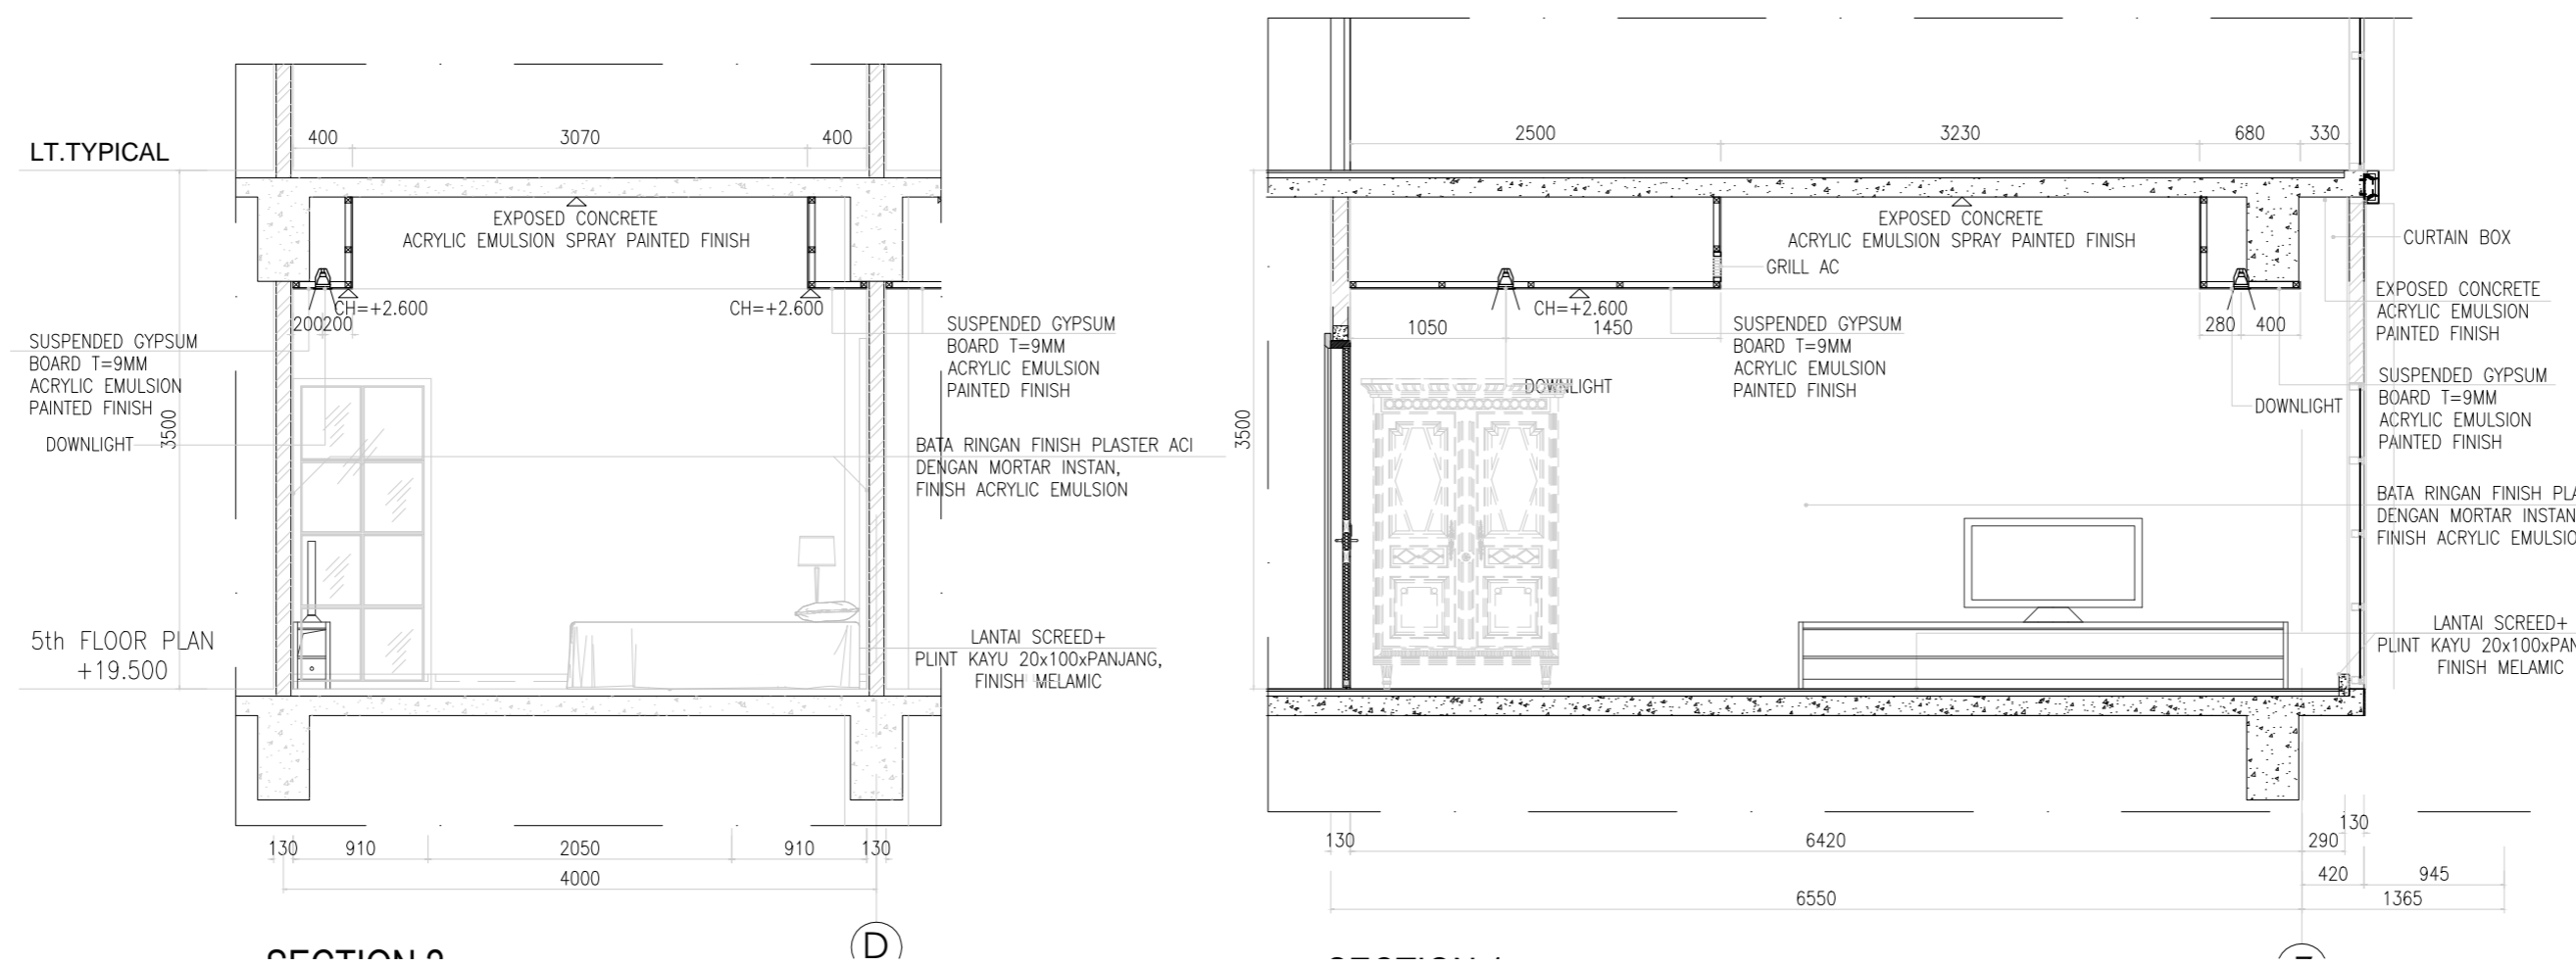 LT.TYPICAL
400
3070
400
EXPOSED CONCRETE
ACRYLIC EMULSION SPRAY PAINTED FINISH
CH=+2.600
CH=+2.600
200200
SUSPENDED GYPSUM
BOARD T=9MM
ACRYLIC EMULSION
PAINTED FINISH
DOWNLIGHT
3500
SUSPENDED GYPSUM
BOARD T=9MM
ACRYLIC EMULSION
PAINTED FINISH
BATA RINGAN FINISH PLASTER ACI
DENGAN MORTAR INSTAN,
FINISH ACRYLIC EMULSION
5th FLOOR PLAN
+19.500
LANTAI SCREED+
PLINT KAYU 20x100xPANJANG,
FINISH MELAMIC
130
910
2050
910
130
4000
D
2500
3230
680
330
EXPOSED CONCRETE
ACRYLIC EMULSION SPRAY PAINTED FINISH
GRILL AC
CURTAIN BOX
CH=+2.600
1050
1450
280
400
SUSPENDED GYPSUM
BOARD T=9MM
ACRYLIC EMULSION
PAINTED FINISH
DOWNLIGHT
EXPOSED CONCRETE
ACRYLIC EMULSION
PAINTED FINISH
SUSPENDED GYPSUM
BOARD T=9MM
ACRYLIC EMULSION
PAINTED FINISH
DOWNLIGHT
3500
BATA RINGAN FINISH
DENGAN MORTAR
FINISH ACRYLIC
LANTAI SCREED+
PLINT KAYU
FINISH MELAMIC
130
6420
290
130
420
945
6550
1365
SECTION
SECTION